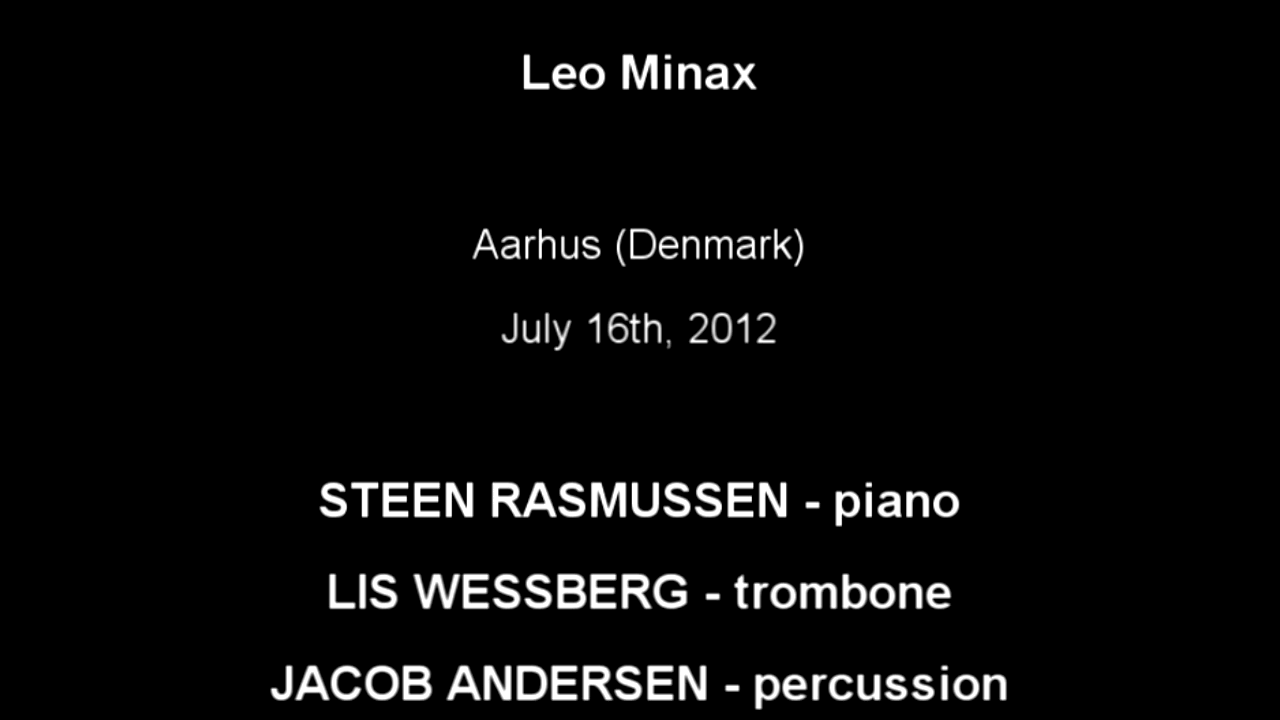 Leo Minax
Aarhus (Denmark)
July 16th, 2012
STEEN RASMUSSEN - piano
LIS WESSBERG - trombone
JACOB ANDERSEN - percussion